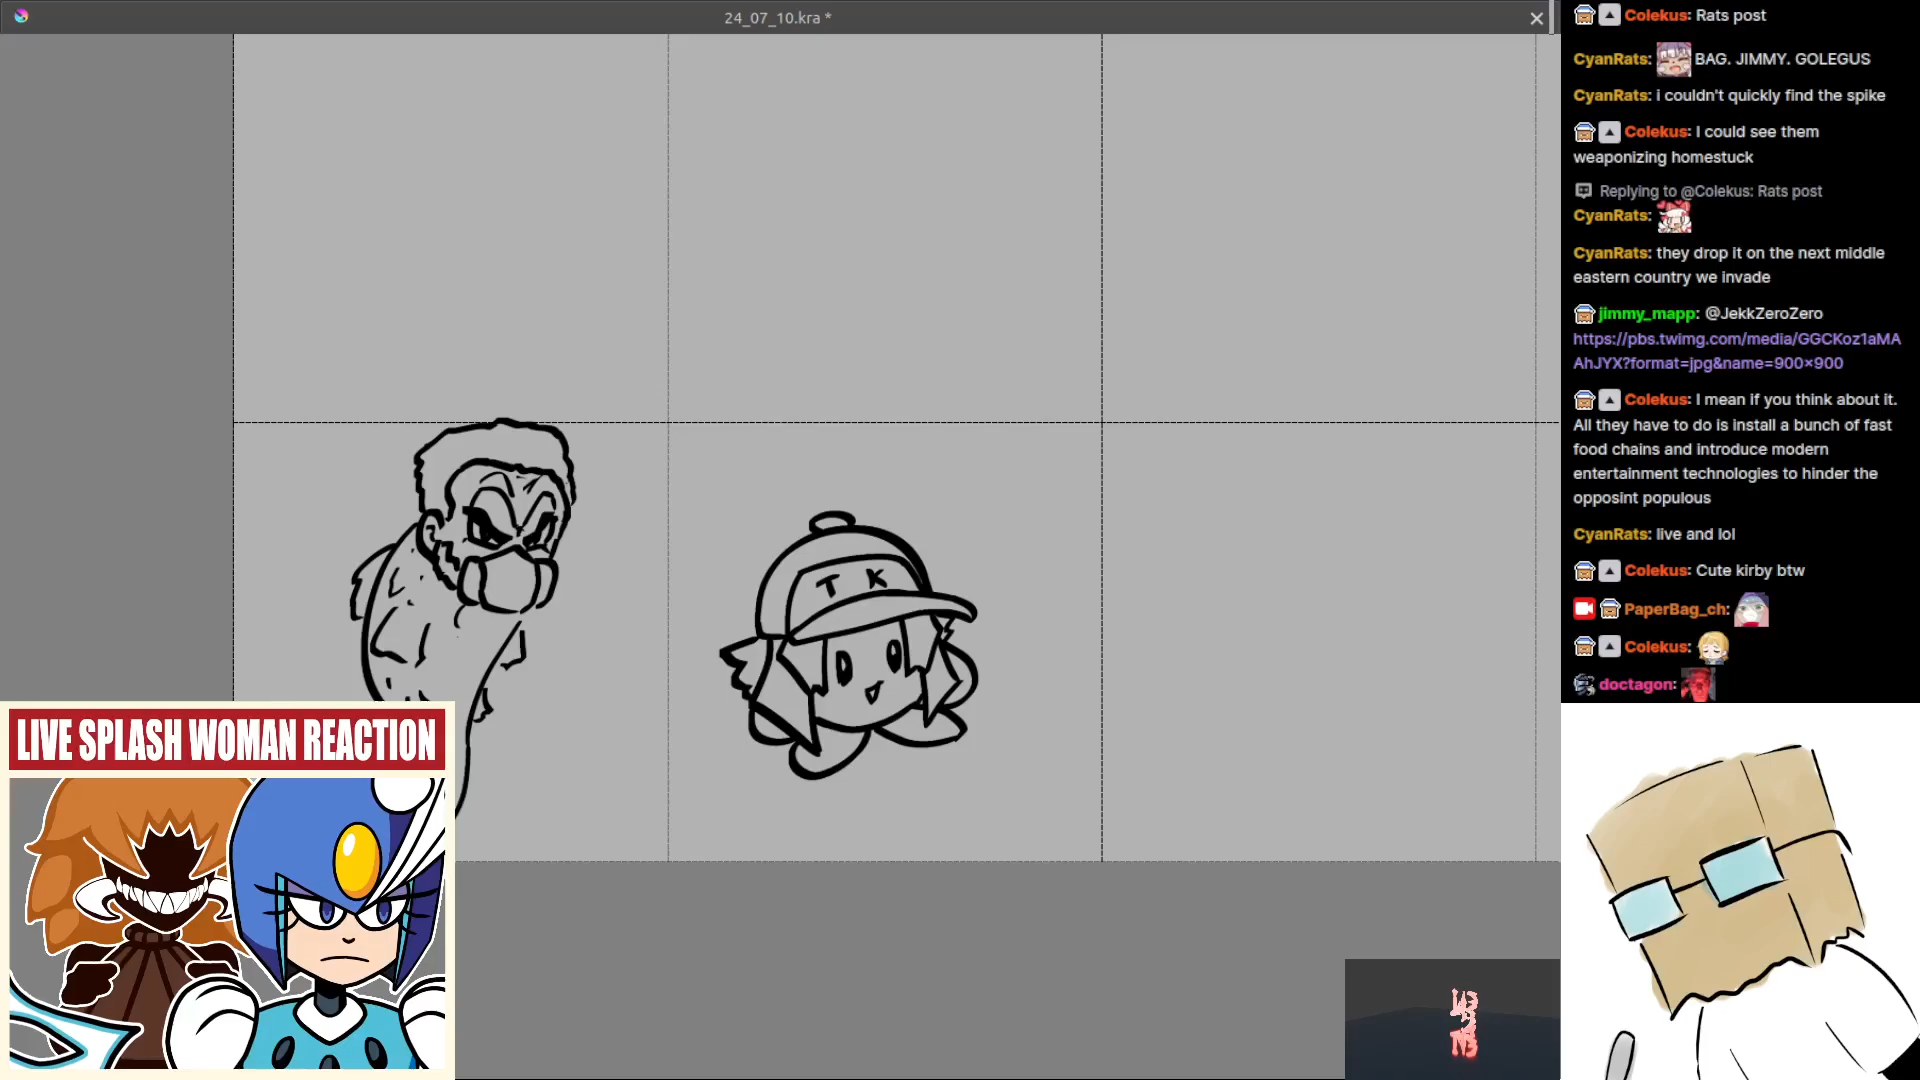 24_07_10.kra *
Colekus: Rats post
CyanRats: BAG. JIMMY. GOLEGUS
CyanRats: i couldn't quickly find the spike
Colekus: I could see them
weaponizing homestuck
Replying to @Colekus: Rats post
CyanRats:
CyanRats: they drop it on the next middle
eastern country we invade
jimmy_mapp: @JekkZeroZero
https://pbs.twimg.com/media/GGCKoz1aMA
AhJYX?format=jpg&name=900x900
Colekus: I mean if you think about it.
All they have to do is install a bunch of fast
food chains and introduce modern
entertainment technologies to hinder the
opposint populous
CyanRats: live and lol
Colekus: Cute kirby btw
PaperBag_ch:
Colekus:
doctagon:
T K
LIVE SPLASH WOMAN REACTION